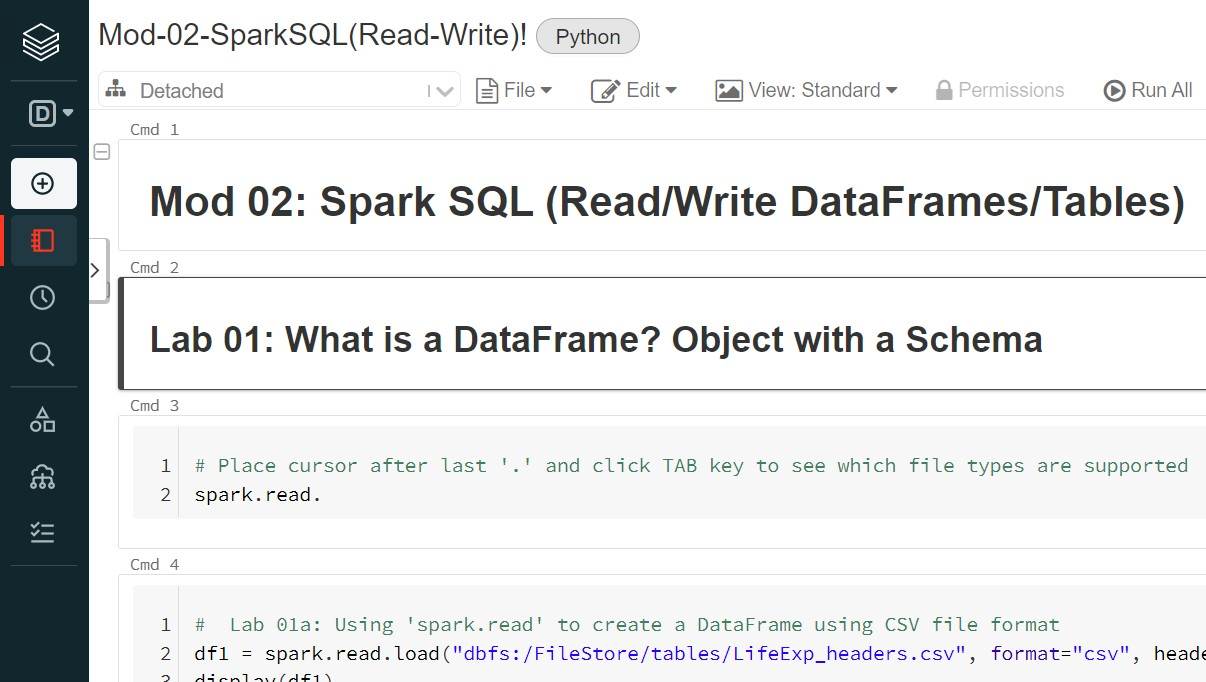 Mod-02-SparkSQL(Read-Write)! Python
D
Detached File Edit View: Standard Permissions Run All
Cmd 1
Mod 02: Spark SQL (Read/Write DataFrames/Tables)
Cmd 2
Lab 01: What is a DataFrame? Object with a Schema
Cmd 3
1 # Place cursor after last '.' and click TAB key to see which file types are supported
2 spark.read.
Cmd 4
1 #  Lab 01a: Using 'spark.read' to create a DataFrame using CSV file format
2 df1 = spark.read.load("dbfs:/FileStore/tables/LifeExp_headers.csv", format="csv", heade
3 display(df1)